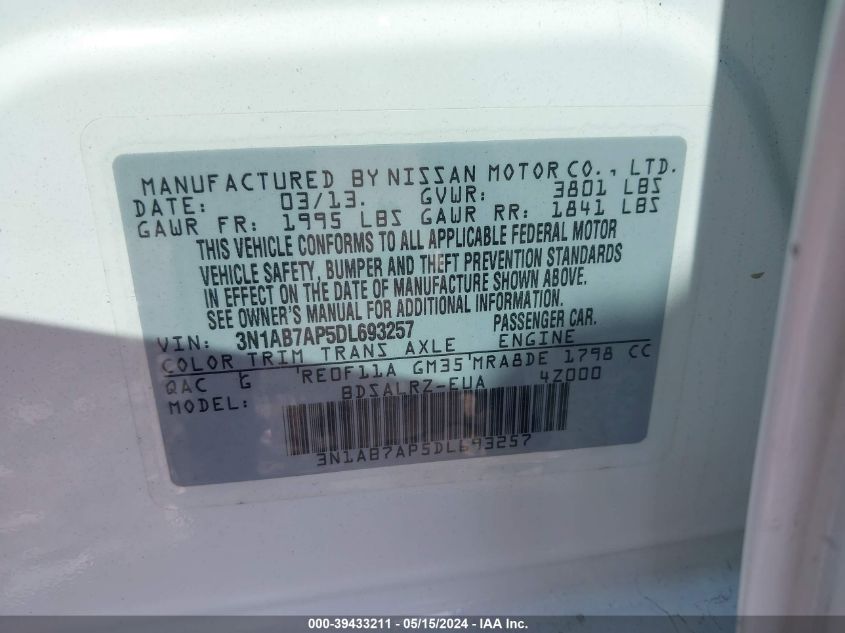 MANUFACTURED BY NISSAN MOTOR CO., LTD.
DATE: 03/13. GVWR: 3801 LBS
GAWR FR: 1995 LBS GAWR RR: 1841 LBS
THIS VEHICLE CONFORMS TO ALL APPLICABLE FEDERAL MOTOR
VEHICLE SAFETY, BUMPER AND THEFT PREVENTION STANDARDS
IN EFFECT ON THE DATE OF MANUFACTURE SHOWN ABOVE.
SEE OWNER'S MANUAL FOR ADDITIONAL INFORMATION.
VIN: 3N1AB7AP5DL693257 PASSENGER CAR.
COLOR TRIM TRANS AXLE ENGINE
QAC G RE0F11A GM35 MRA8DE 1798 CC
MODEL: BDSALRZ-EUA 4Z000
3N1AB7AP5DL693257
000-39433211 - 05/15/2024 - IAA Inc.